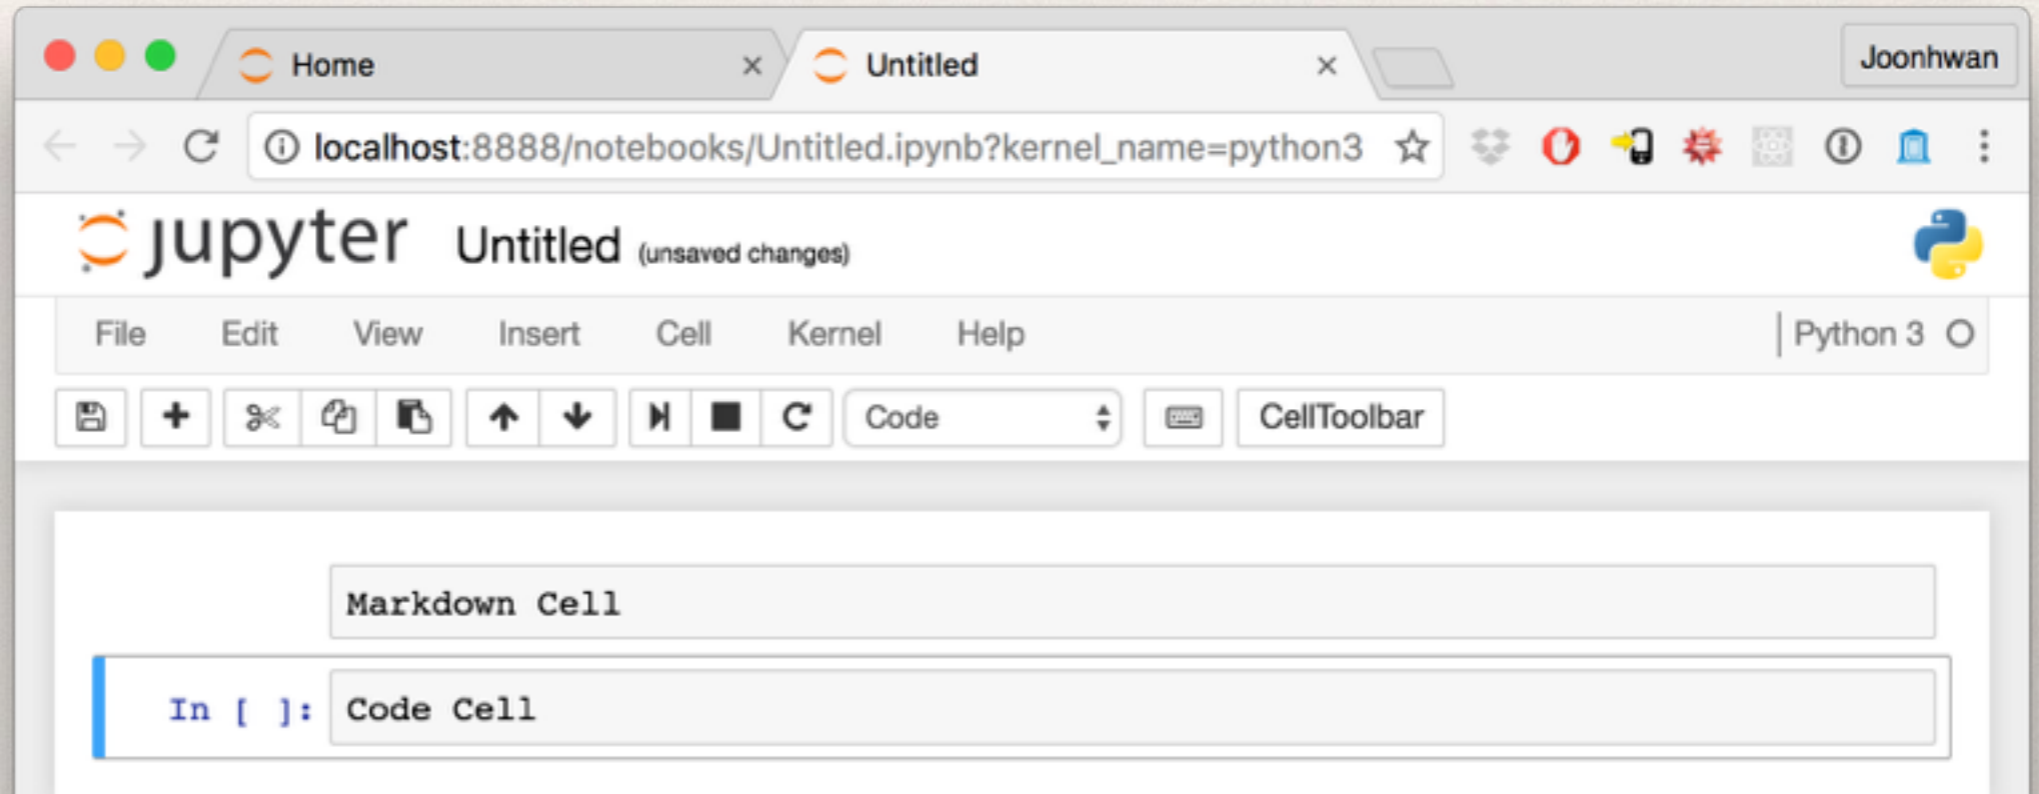 Home
Untitled
Joonhwan
localhost:8888/notebooks/Untitled.ipynb?kernel_name=python3
jupyter Untitled (unsaved changes)
File Edit View Insert Cell Kernel Help | Python 3
Code CellToolbar
Markdown Cell
In [ ]: Code Cell